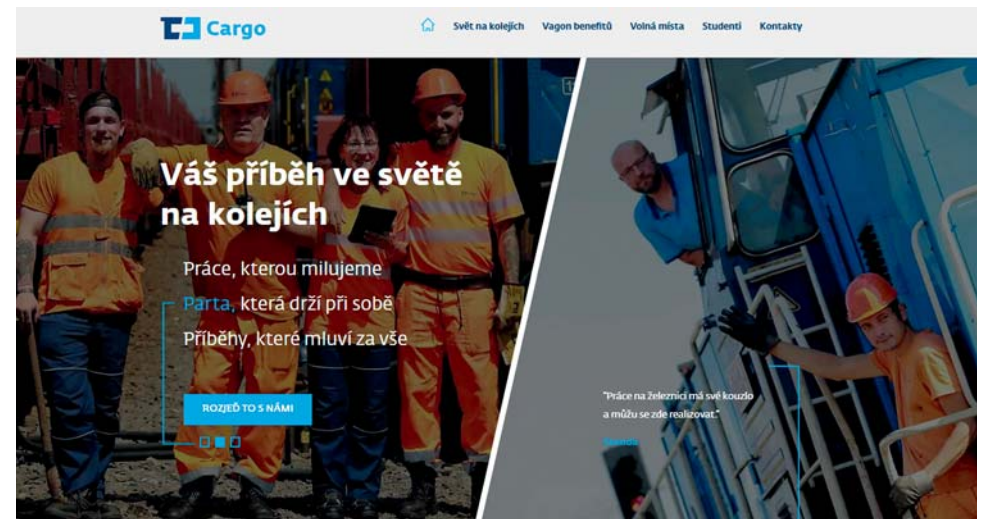 Cargo
Svět na kolejích
Vagon benefitů
Volná místa
Studenti
Kontakty
Váš příběh ve světě
na kolejích
Práce, kterou milujeme
Parta, která drží při sobě
Příběhy, které mluví za vše
ROZJEĎ TO S NÁMI
"Práce na železnici má své kouzlo
a můžu se zde realizovat."